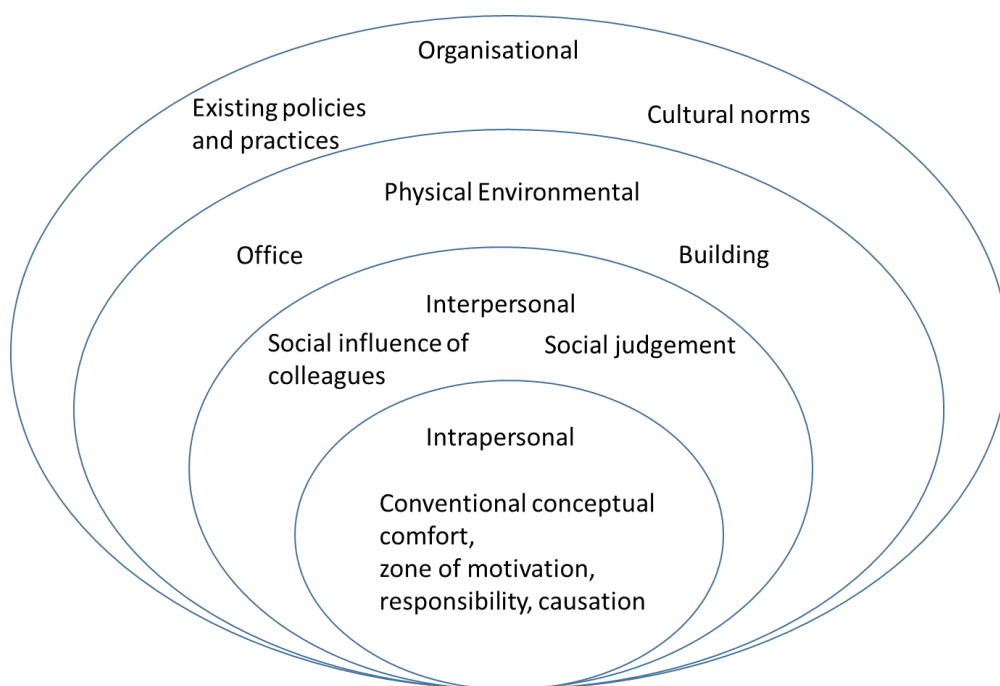 Organisational
Existing policies
and practices
Cultural norms
Physical Environmental
Office
Building
Interpersonal
Social influence of
colleagues
Social judgement
Intrapersonal
Conventional conceptual
comfort,
zone of motivation,
responsibility, causation